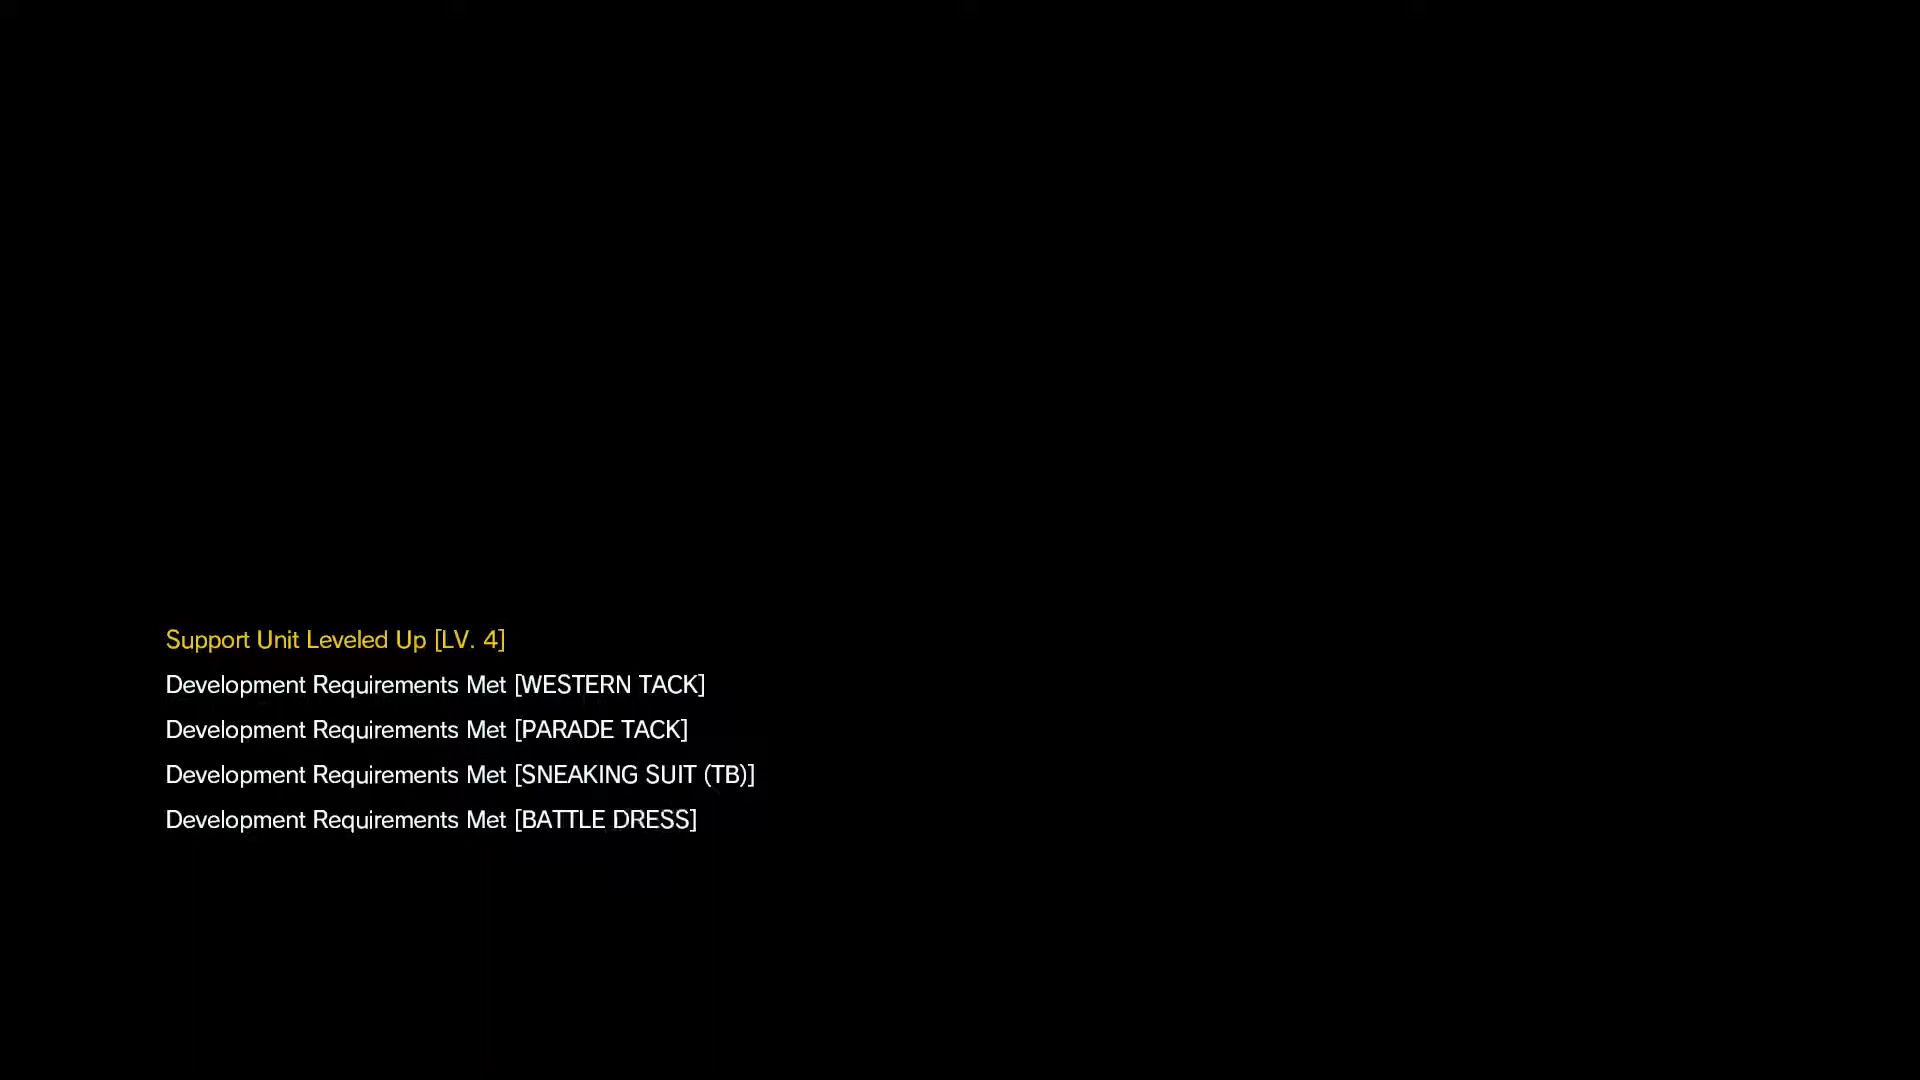 Support Unit Leveled Up [LV. 4]
Development Requirements Met [WESTERN TACK]
Development Requirements Met [PARADE TACK]
Development Requirements Met [SNEAKING SUIT (TB)]
Development Requirements Met [BATTLE DRESS]